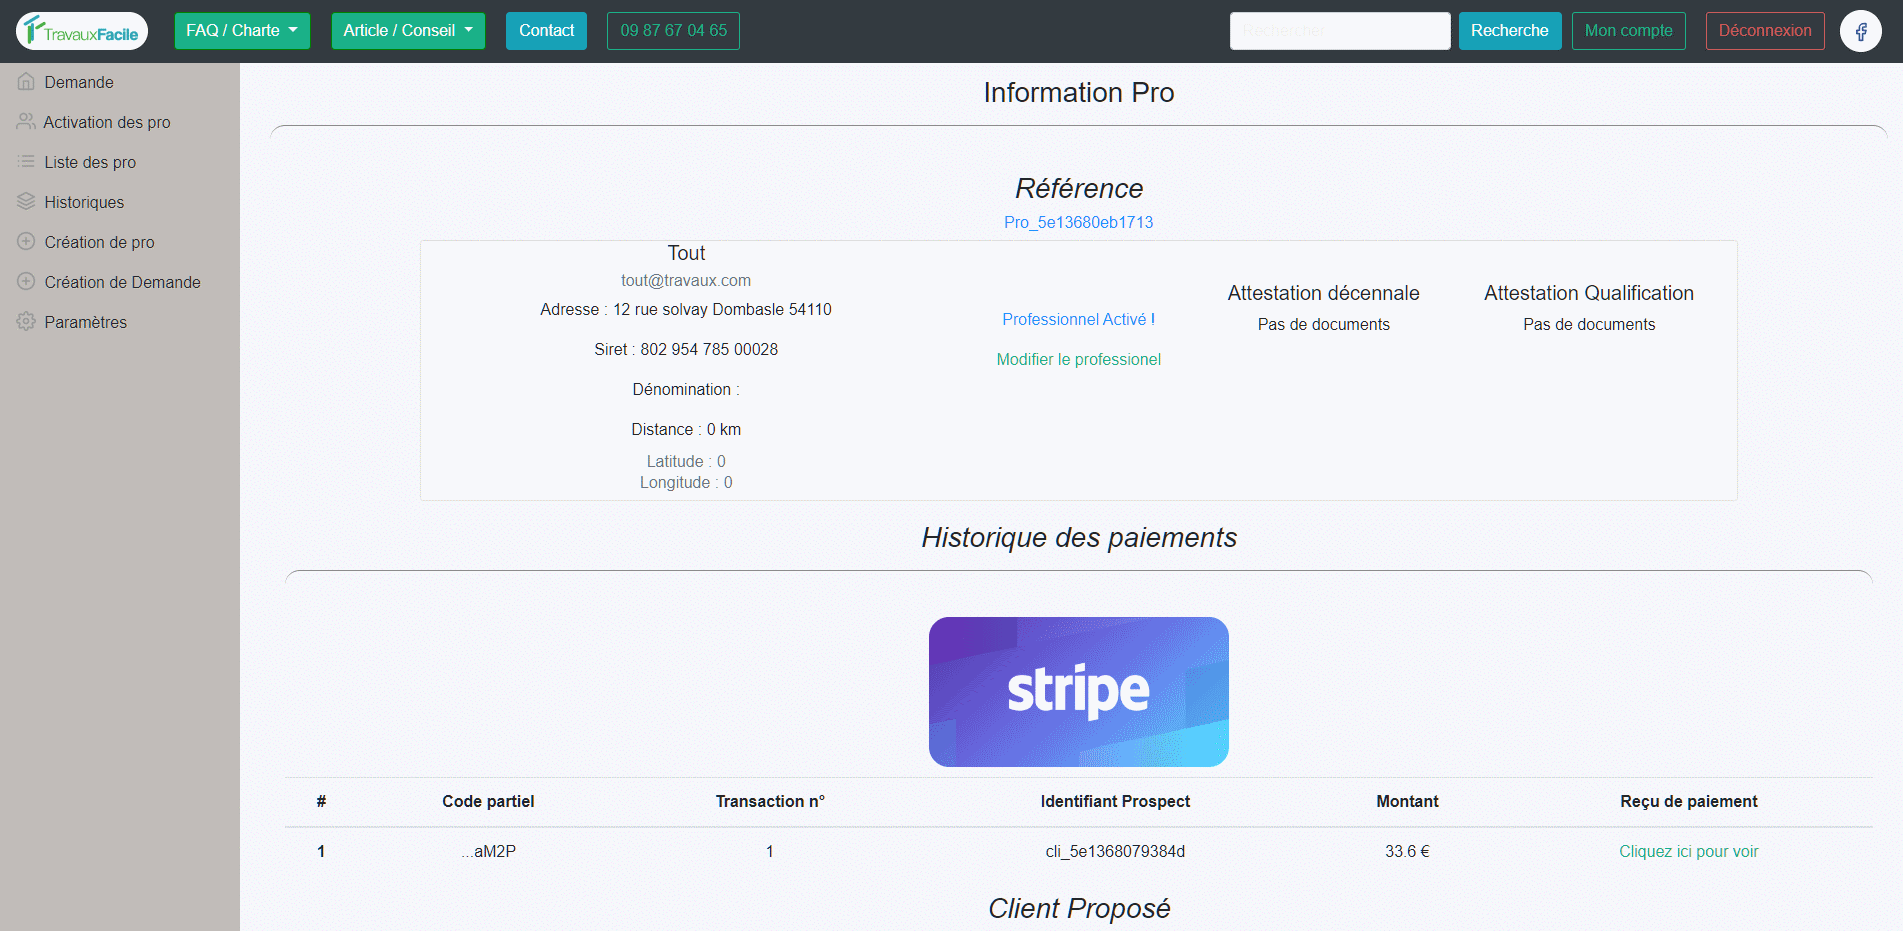 TravauxFacile
FAQ / Charte
Article / Conseil
Contact
09 87 67 04 65
Rechercher
Recherche
Mon compte
Déconnexion
Demande
Activation des pro
Liste des pro
Historiques
Création de pro
Création de Demande
Paramètres
Information Pro
Référence
Pro_5e13680eb1713
Tout
tout@travaux.com
Adresse : 12 rue solvay Dombasle 54110
Siret : 802 954 785 00028
Dénomination :
Distance : 0 km
Latitude : 0
Longitude : 0
Professionnel Activé !
Modifier le professionel
Attestation décennale
Pas de documents
Attestation Qualification
Pas de documents
Historique des paiements
stripe
# Code partiel Transaction n° Identifiant Prospect Montant Reçu de paiement
1 ...aM2P 1 cli_5e1368079384d 33.6 € Cliquez ici pour voir
Client Proposé